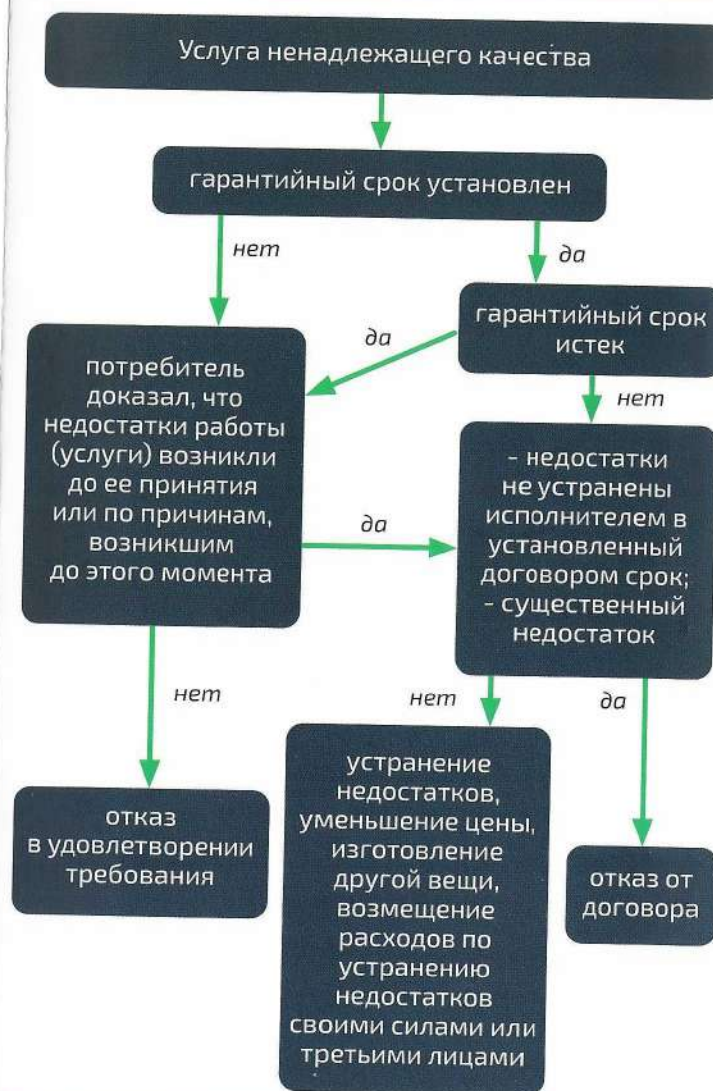 Услуга ненадлежащего качества
гарантийный срок установлен
нет
да
гарантийный срок
истек
да
нет
потребитель
доказал, что
недостатки работы
(услуги) возникли
до ее принятия
или по причинам,
возникшим
до этого момента
да
- недостатки
не устранены
исполнителем в
установленный
договором срок;
- существенный
недостаток
нет
нет
да
отказ
в удовлетворении
требования
устранение
недостатков,
уменьшение цены,
изготовление
другой вещи,
возмещение
расходов по
устранению
недостатков
своими силами или
третьими лицами
отказ от
договора